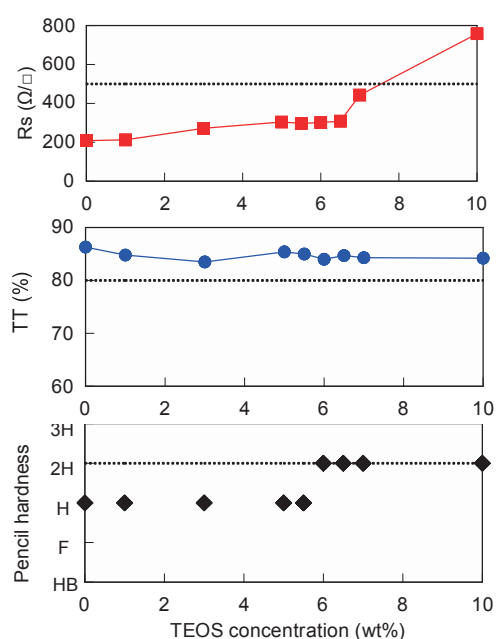 800
600
400
200
0
Rs (Ω/□)
0 2 4 6 8 10
90
80
70
60
TT (%)
0 2 4 6 8 10
3H
2H
H
F
HB
Pencil hardness
0 2 4 6 8 10
TEOS concentration (wt%)